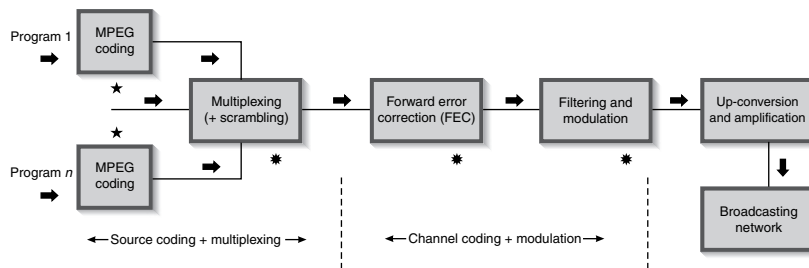 Program 1
MPEG
coding
Multiplexing
(+ scrambling)
Forward error
correction (FEC)
Filtering and
modulation
Up-conversion
and amplification
Program n
MPEG
coding
Broadcasting
network
Source coding + multiplexing
Channel coding + modulation